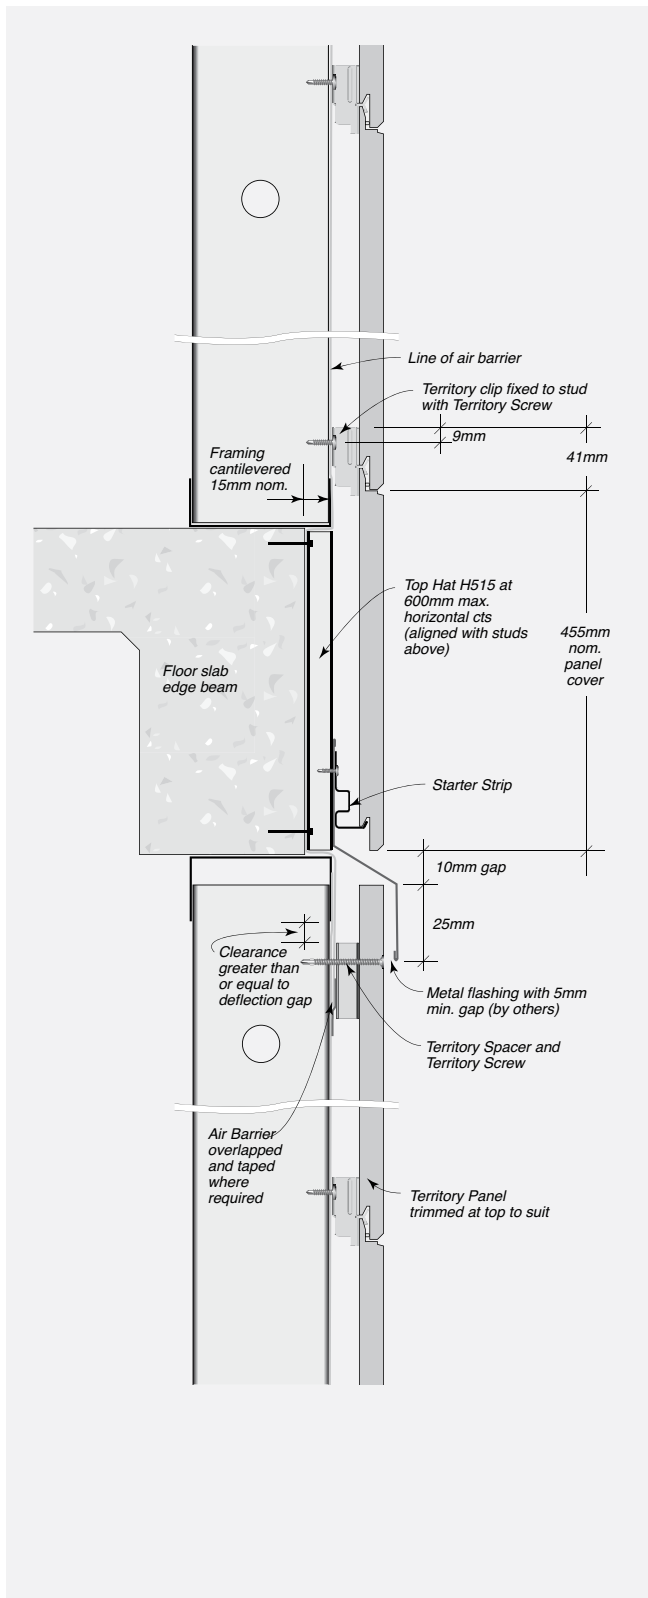 Line of air barrier
Territory clip fixed to stud
with Territory Screw
9mm
41mm
Framing
cantilevered
15mm nom.
Top Hat H515 at
600mm max.
horizontal cts
(aligned with studs
above)
455mm
nom.
panel
cover
Floor slab
edge beam
Starter Strip
10mm gap
25mm
Clearance
greater than
or equal to
deflection gap
Metal flashing with 5mm
min. gap (by others)
Territory Spacer and
Territory Screw
Air Barrier
overlapped
and taped
where
required
Territory Panel
trimmed at top to suit